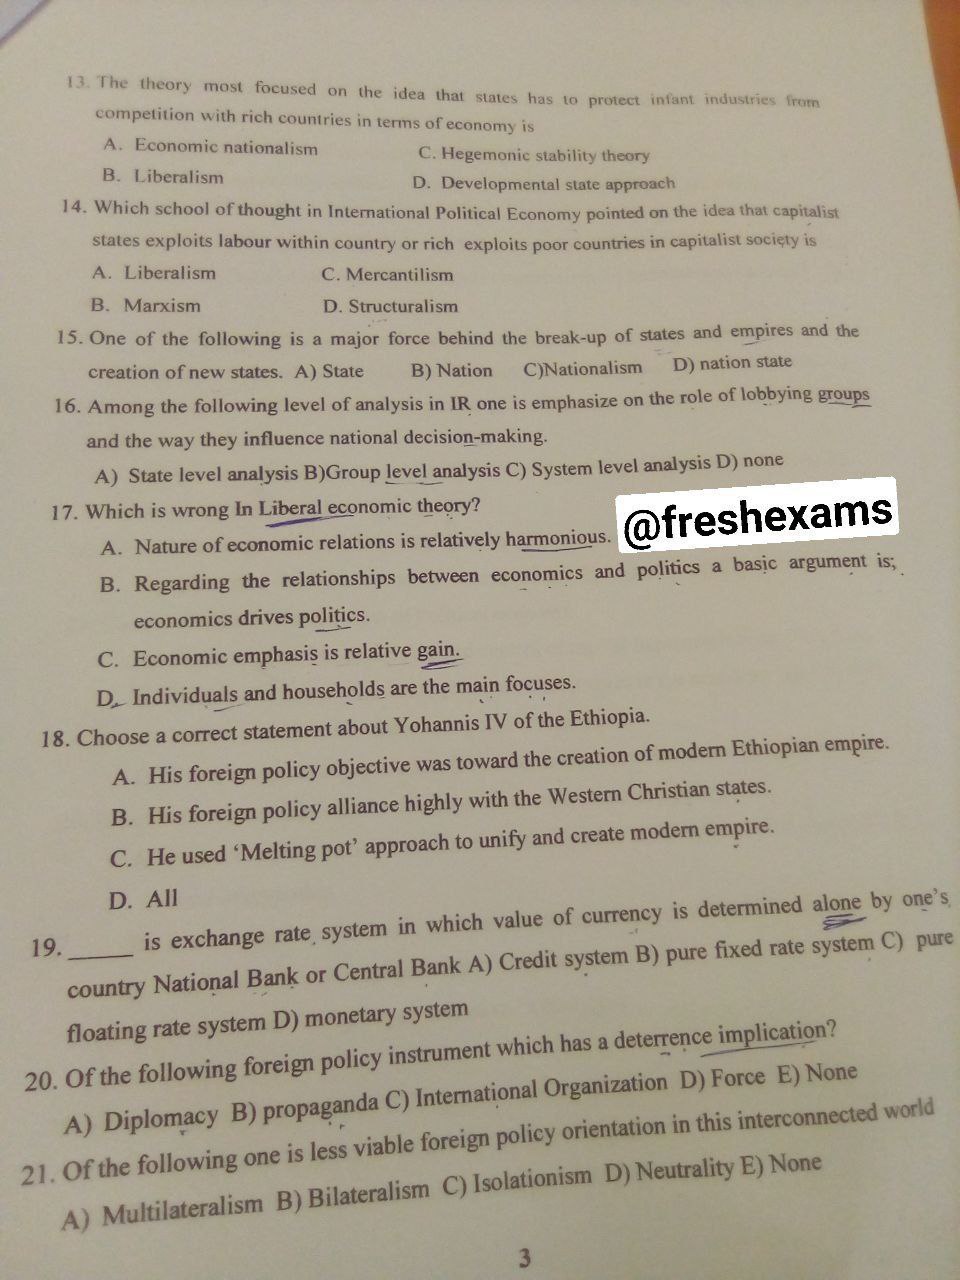 13. The theory most focused on the idea that states has to protect infant industries from
competition with rich countries in terms of economy is
A. Economic nationalism C. Hegemonic stability theory
B. Liberalism D. Developmental state approach
14. Which school of thought in International Political Economy pointed on the idea that capitalist
states exploits labour within country or rich exploits poor countries in capitalist society is
A. Liberalism C. Mercantilism
B. Marxism D. Structuralism
15. One of the following is a major force behind the break-up of states and empires and the
creation of new states. A) State B) Nation C)Nationalism D) nation state
16. Among the following level of analysis in IR one is emphasize on the role of lobbying groups
and the way they influence national decision-making.
A) State level analysis B)Group level analysis C) System level analysis D) none
17. Which is wrong In Liberal economic theory?
@freshexams
A. Nature of economic relations is relatively harmonious.
B. Regarding the relationships between economics and politics a basic argument is;
economics drives politics.
C. Economic emphasis is relative gain.
D. Individuals and households are the main focuses.
18. Choose a correct statement about Yohannis IV of the Ethiopia.
A. His foreign policy objective was toward the creation of modern Ethiopian empire.
B. His foreign policy alliance highly with the Western Christian states.
C. He used ‘Melting pot’ approach to unify and create modern empire.
D. All
19. ______ is exchange rate system in which value of currency is determined alone by one's
country National Bank or Central Bank A) Credit system B) pure fixed rate system C) pure
floating rate system D) monetary system
20. Of the following foreign policy instrument which has a deterrence implication?
A) Diplomacy B) propaganda C) International Organization D) Force E) None
21. Of the following one is less viable foreign policy orientation in this interconnected world
A) Multilateralism B) Bilateralism C) Isolationism D) Neutrality E) None
3